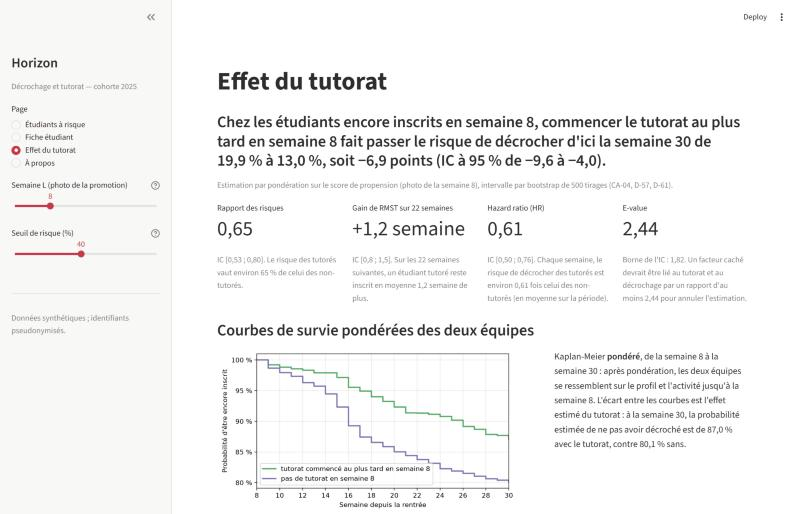 Deploy
Horizon
Décrochage et tutorat — cohorte 2025
Page
Étudiants à risque
Fiche étudiant
Effet du tutorat
À propos
Semaine L (photo de la promotion)
8
Seuil de risque (%)
40
Données synthétiques ; identifiants
pseudonymisés.
Effet du tutorat
Chez les étudiants encore inscrits en semaine 8, commencer le tutorat au plus
tard en semaine 8 fait passer le risque de décrocher d'ici la semaine 30 de
19,9 % à 13,0 %, soit −6,9 points (IC à 95 % de −9,6 à −4,0).
Estimation par pondération sur le score de propension (photo de la semaine 8), intervalle par bootstrap de 500 tirages (CA-04, D-57, D-61).
Rapport des risques
0,65
IC [0,53 ; 0,80]. Le risque des tutorés
vaut environ 65 % de celui des non-
tutorés.
Gain de RMST sur 22 semaines
+1,2 semaine
IC [0,8 ; 1,5]. Sur les 22 semaines
suivantes, un étudiant tutoré reste
inscrit en moyenne 1,2 semaine de
plus.
Hazard ratio (HR)
0,61
IC [0,50 ; 0,76]. Chaque semaine, le
risque de décrocher des tutorés est
environ 0,61 fois celui des non-
tutorés (en moyenne sur la période).
E-value
2,44
Borne de l'IC : 1,82. Un facteur caché
devrait être lié au tutorat et au
décrochage par un rapport d'au
moins 2,44 pour annuler l'estimation.
Courbes de survie pondérées des deux équipes
Probabilité d'être encore inscrit
100 %
95 %
90 %
85 %
80 %
tutorat commencé au plus tard en semaine 8
pas de tutorat en semaine 8
8 10 12 14 16 18 20 22 24 26 28 30
Semaine depuis la rentrée
Kaplan-Meier pondéré, de la semaine 8 à la
semaine 30 : après pondération, les deux équipes
se ressemblent sur le profil et l'activité jusqu'à la
semaine 8. L'écart entre les courbes est l'effet
estimé du tutorat : à la semaine 30, la probabilité
estimée de ne pas avoir décroché est de 87,0 %
avec le tutorat, contre 80,1 % sans.